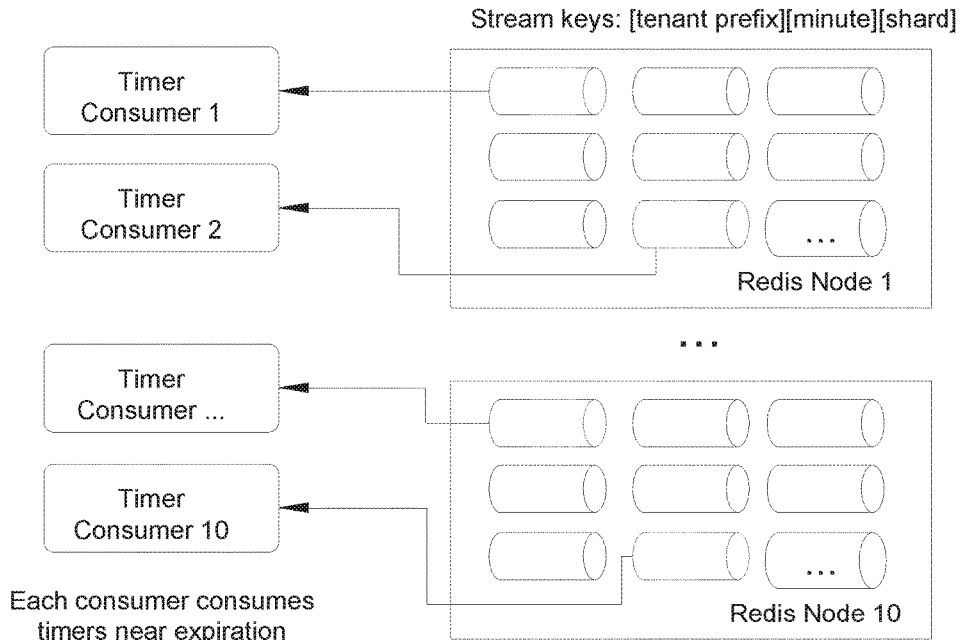 Stream keys: [tenant prefix][minute][shard]
Timer
Consumer 1
Timer
Consumer 2
...
Redis Node 1
...
Timer
Consumer ...
Timer
Consumer 10
...
Redis Node 10
Each consumer consumes
timers near expiration